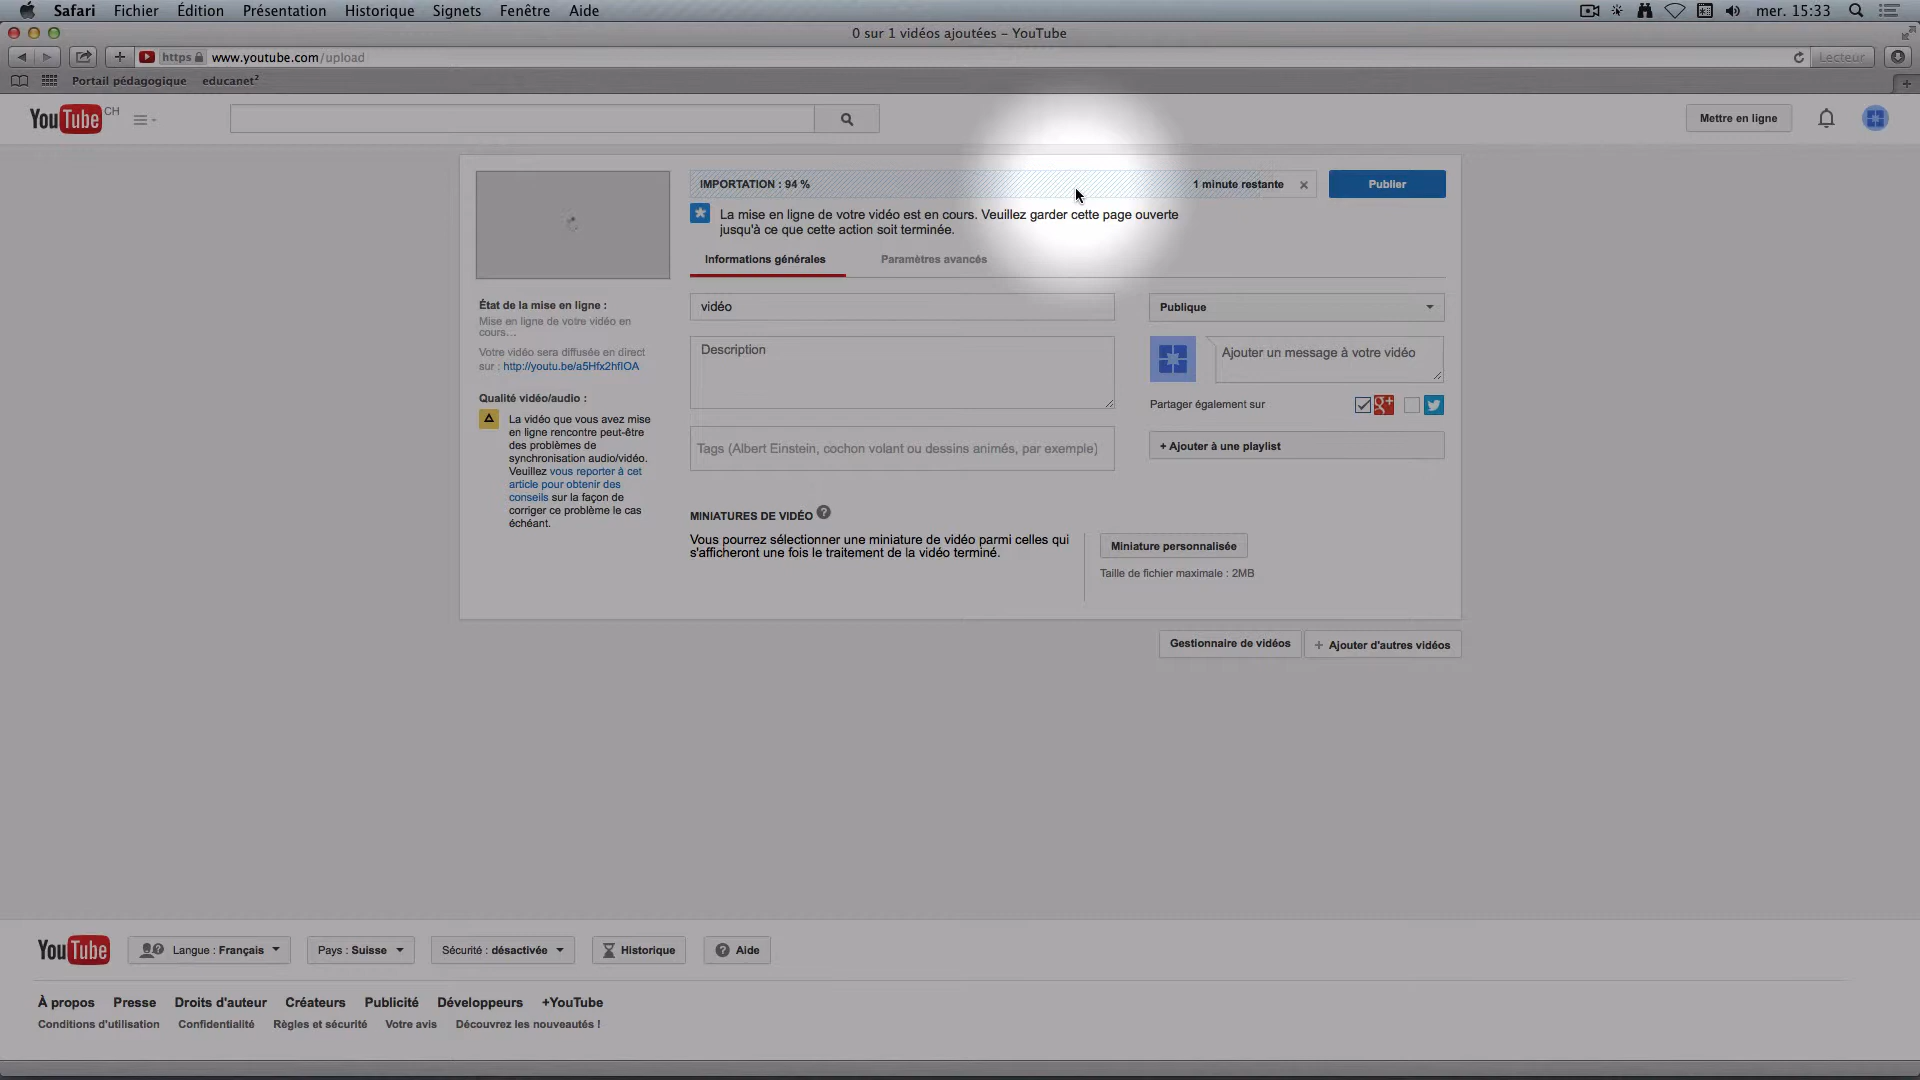 Safari Fichier Édition Présentation Historique Signets Fenêtre Aide mer. 15:33
0 sur 1 vidéos ajoutées – YouTube
https www.youtube.com/upload Lecteur
Portail pédagogique educanet²
YouTube CH Mettre en ligne
IMPORTATION : 94 % 1 minute restante × Publier
La mise en ligne de votre vidéo est en cours. Veuillez garder cette page ouverte
jusqu'à ce que cette action soit terminée.
Informations générales Paramètres avancés
État de la mise en ligne :
Mise en ligne de votre vidéo en
cours...
Votre vidéo sera diffusée en direct
sur : http://youtu.be/a5Hfx2hfIOA
Qualité vidéo/audio :
La vidéo que vous avez mise
en ligne rencontre peut-être
des problèmes de
synchronisation audio/vidéo.
Veuillez vous reporter à cet
article pour obtenir des
conseils sur la façon de
corriger ce problème le cas
échéant.
vidéo
Description
Tags (Albert Einstein, cochon volant ou dessins animés, par exemple)
Publique
Ajouter un message à votre vidéo
Partager également sur
+ Ajouter à une playlist
MINIATURES DE VIDÉO ?
Vous pourrez sélectionner une miniature de vidéo parmi celles qui
s'afficheront une fois le traitement de la vidéo terminé.
Miniature personnalisée
Taille de fichier maximale : 2MB
Gestionnaire de vidéos + Ajouter d'autres vidéos
YouTube Langue : Français Pays : Suisse Sécurité : désactivée Historique Aide
À propos Presse Droits d'auteur Créateurs Publicité Développeurs +YouTube
Conditions d'utilisation Confidentialité Règles et sécurité Votre avis Découvrez les nouveautés !